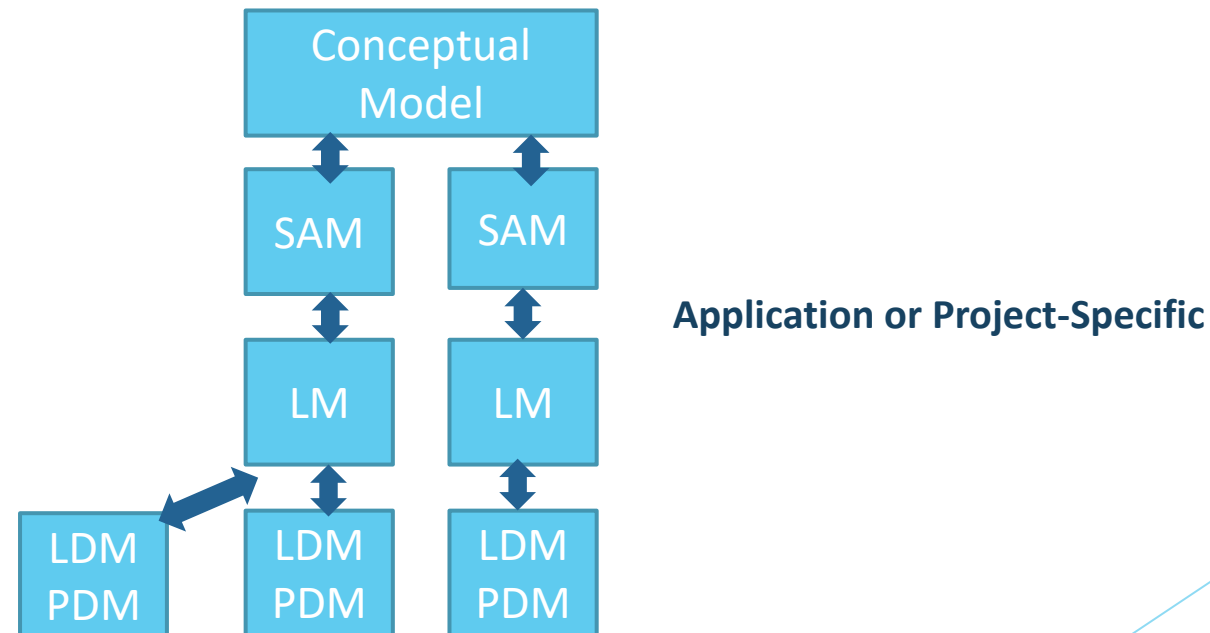 Conceptual
Model
SAM
SAM
Application or Project-Specific
LM
LM
LDM
PDM
LDM
PDM
LDM
PDM